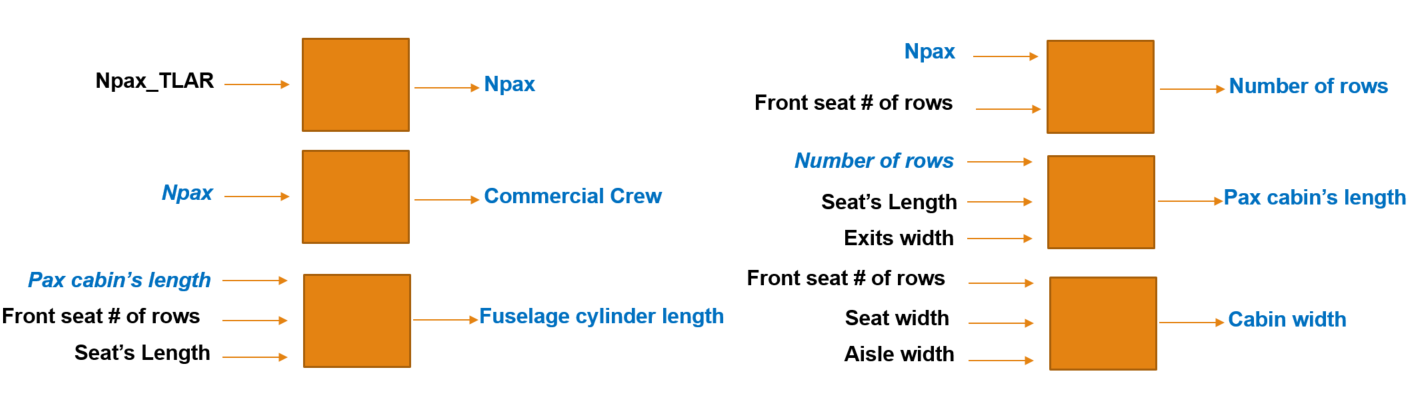 Npax_TLAR
Npax
Npax
Commercial Crew
Pax cabin’s length
Front seat # of rows
Seat’s Length
Fuselage cylinder length
Npax
Front seat # of rows
Number of rows
Number of rows
Seat’s Length
Exits width
Pax cabin’s length
Front seat # of rows
Seat width
Aisle width
Cabin width